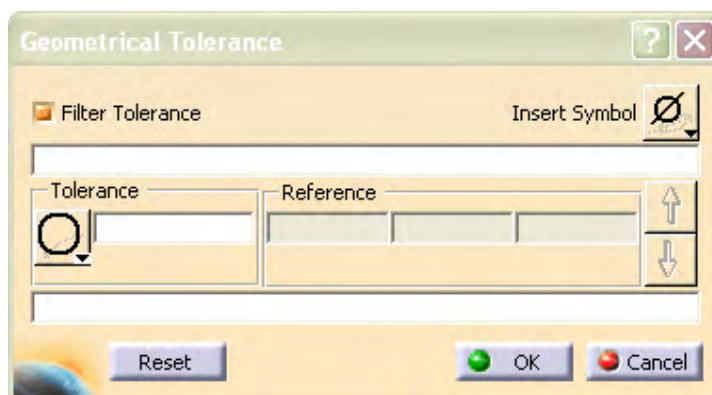 Geometrical Tolerance ?
Filter Tolerance Insert Symbol Ø
Tolerance Reference
Reset OK Cancel